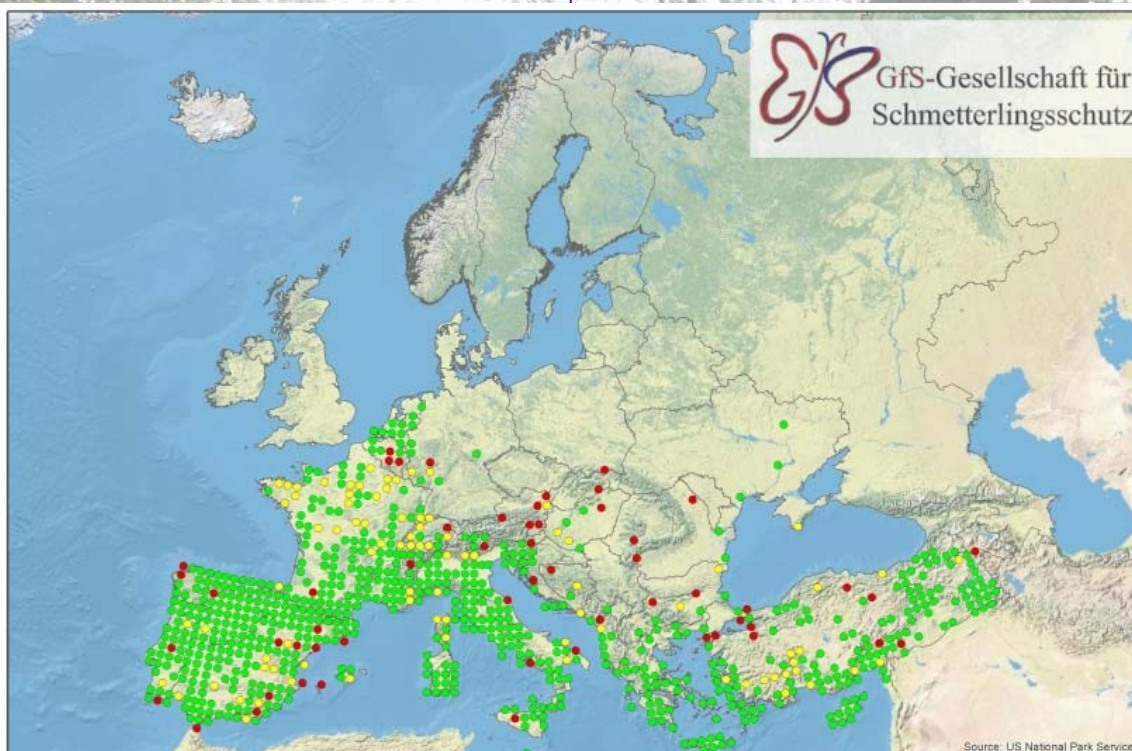 GfS-Gesellschaft für
Schmetterlingsschutz
Source: US National Park Service